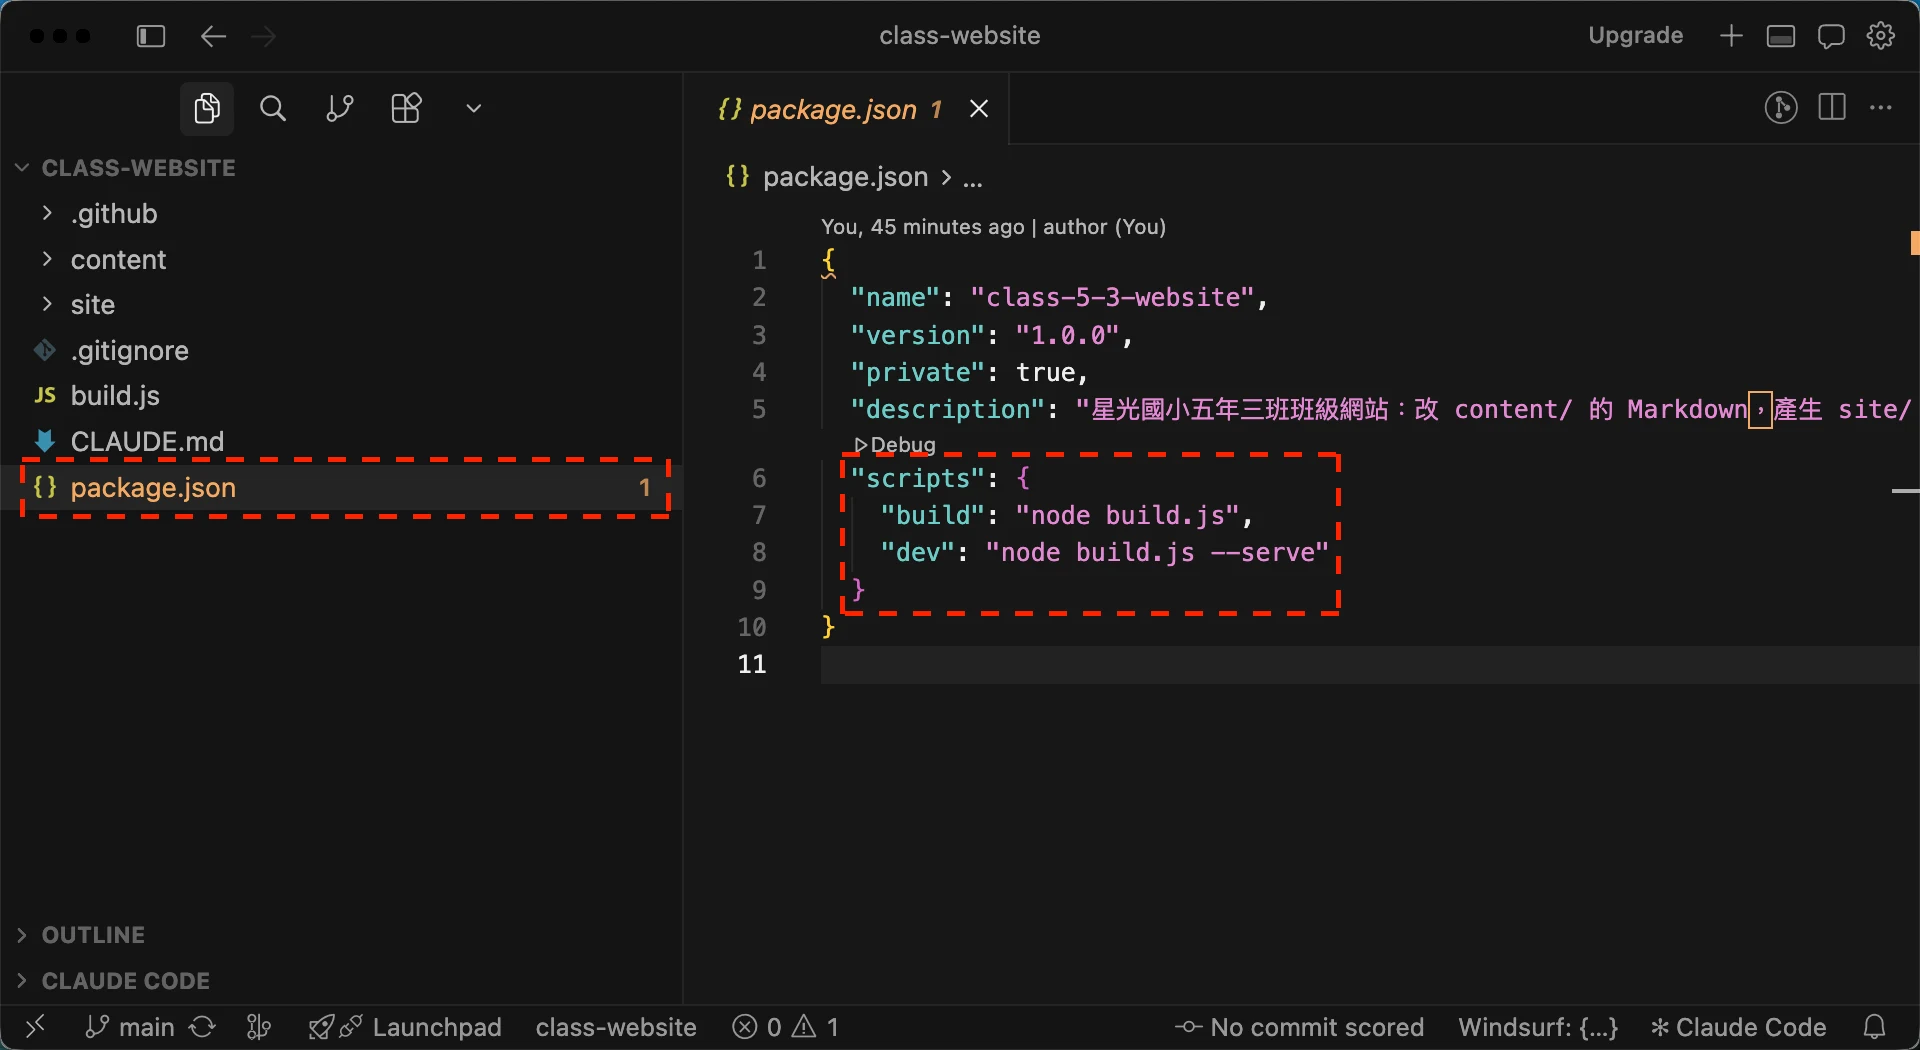 class-website
Upgrade
CLASS-WEBSITE
.github
content
site
.gitignore
JS build.js
CLAUDE.md
{} package.json 1
OUTLINE
CLAUDE CODE
{} package.json 1
{} package.json > ...
You, 45 minutes ago | author (You)
1 {
2 "name": "class-5-3-website",
3 "version": "1.0.0",
4 "private": true,
5 "description": "星光國小五年三班班級網站：改 content/ 的 Markdown，產生 site/
Debug
6 "scripts": {
7 "build": "node build.js",
8 "dev": "node build.js --serve"
9 }
10 }
11
main
Launchpad
class-website
0 1
No commit scored
Windsurf: {...}
Claude Code